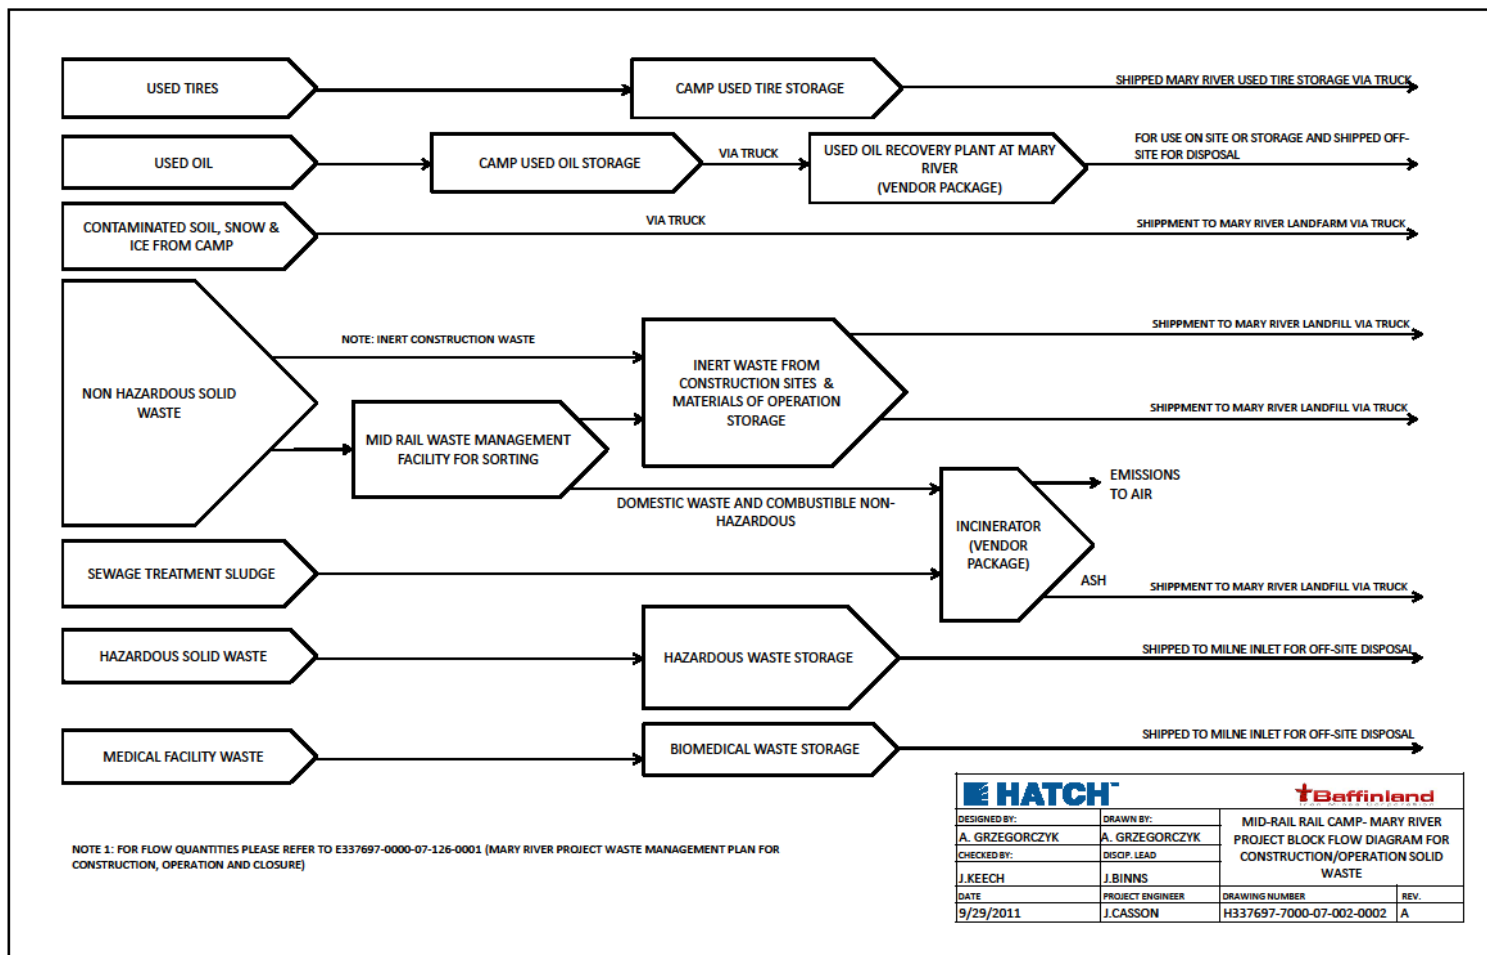 USED TIRES
CAMP USED TIRE STORAGE
SHIPPED MARY RIVER USED TIRE STORAGE VIA TRUCK
USED OIL
CAMP USED OIL STORAGE
VIA TRUCK
USED OIL RECOVERY PLANT AT MARY
RIVER
(VENDOR PACKAGE)
FOR USE ON SITE OR STORAGE AND SHIPPED OFF-
SITE FOR DISPOSAL
CONTAMINATED SOIL, SNOW &
ICE FROM CAMP
VIA TRUCK
SHIPPMENT TO MARY RIVER LANDFARM VIA TRUCK
NON HAZARDOUS SOLID
WASTE
NOTE: INERT CONSTRUCTION WASTE
MID RAIL WASTE MANAGEMENT
FACILITY FOR SORTING
INERT WASTE FROM
CONSTRUCTION SITES &
MATERIALS OF OPERATION
STORAGE
SHIPPMENT TO MARY RIVER LANDFILL VIA TRUCK
SHIPPMENT TO MARY RIVER LANDFILL VIA TRUCK
DOMESTIC WASTE AND COMBUSTIBLE NON-
HAZARDOUS
INCINERATOR
(VENDOR
PACKAGE)
EMISSIONS
TO AIR
SEWAGE TREATMENT SLUDGE
ASH
SHIPPMENT TO MARY RIVER LANDFILL VIA TRUCK
HAZARDOUS SOLID WASTE
HAZARDOUS WASTE STORAGE
SHIPPED TO MILNE INLET FOR OFF-SITE DISPOSAL
MEDICAL FACILITY WASTE
BIOMEDICAL WASTE STORAGE
SHIPPED TO MILNE INLET FOR OFF-SITE DISPOSAL
NOTE 1: FOR FLOW QUANTITIES PLEASE REFER TO E337697-0000-07-126-0001 (MARY RIVER PROJECT WASTE MANAGEMENT PLAN FOR
CONSTRUCTION, OPERATION AND CLOSURE)
HATCH™
Baffinland
Iron Mines Corporation
DESIGNED BY:
A. GRZEGORCZYK
DRAWN BY:
A. GRZEGORCZYK
MID-RAIL RAIL CAMP- MARY RIVER
PROJECT BLOCK FLOW DIAGRAM FOR
CONSTRUCTION/OPERATION SOLID
WASTE
CHECKED BY:
J.KEECH
DISCIP. LEAD
J.BINNS
DATE
9/29/2011
PROJECT ENGINEER
J.CASSON
DRAWING NUMBER
H337697-7000-07-002-0002
REV.
A